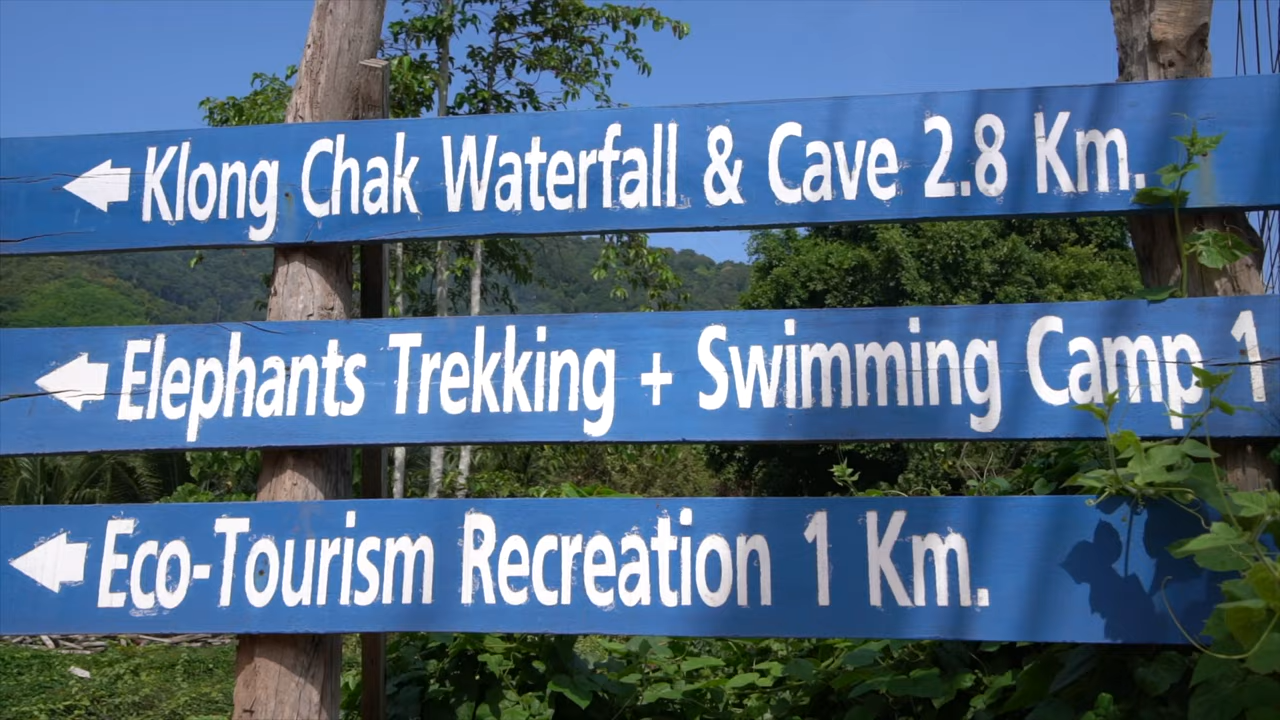 Klong Chak Waterfall & Cave 2.8 Km.
Elephants Trekking + Swimming Camp 1
Eco-Tourism Recreation 1 Km.